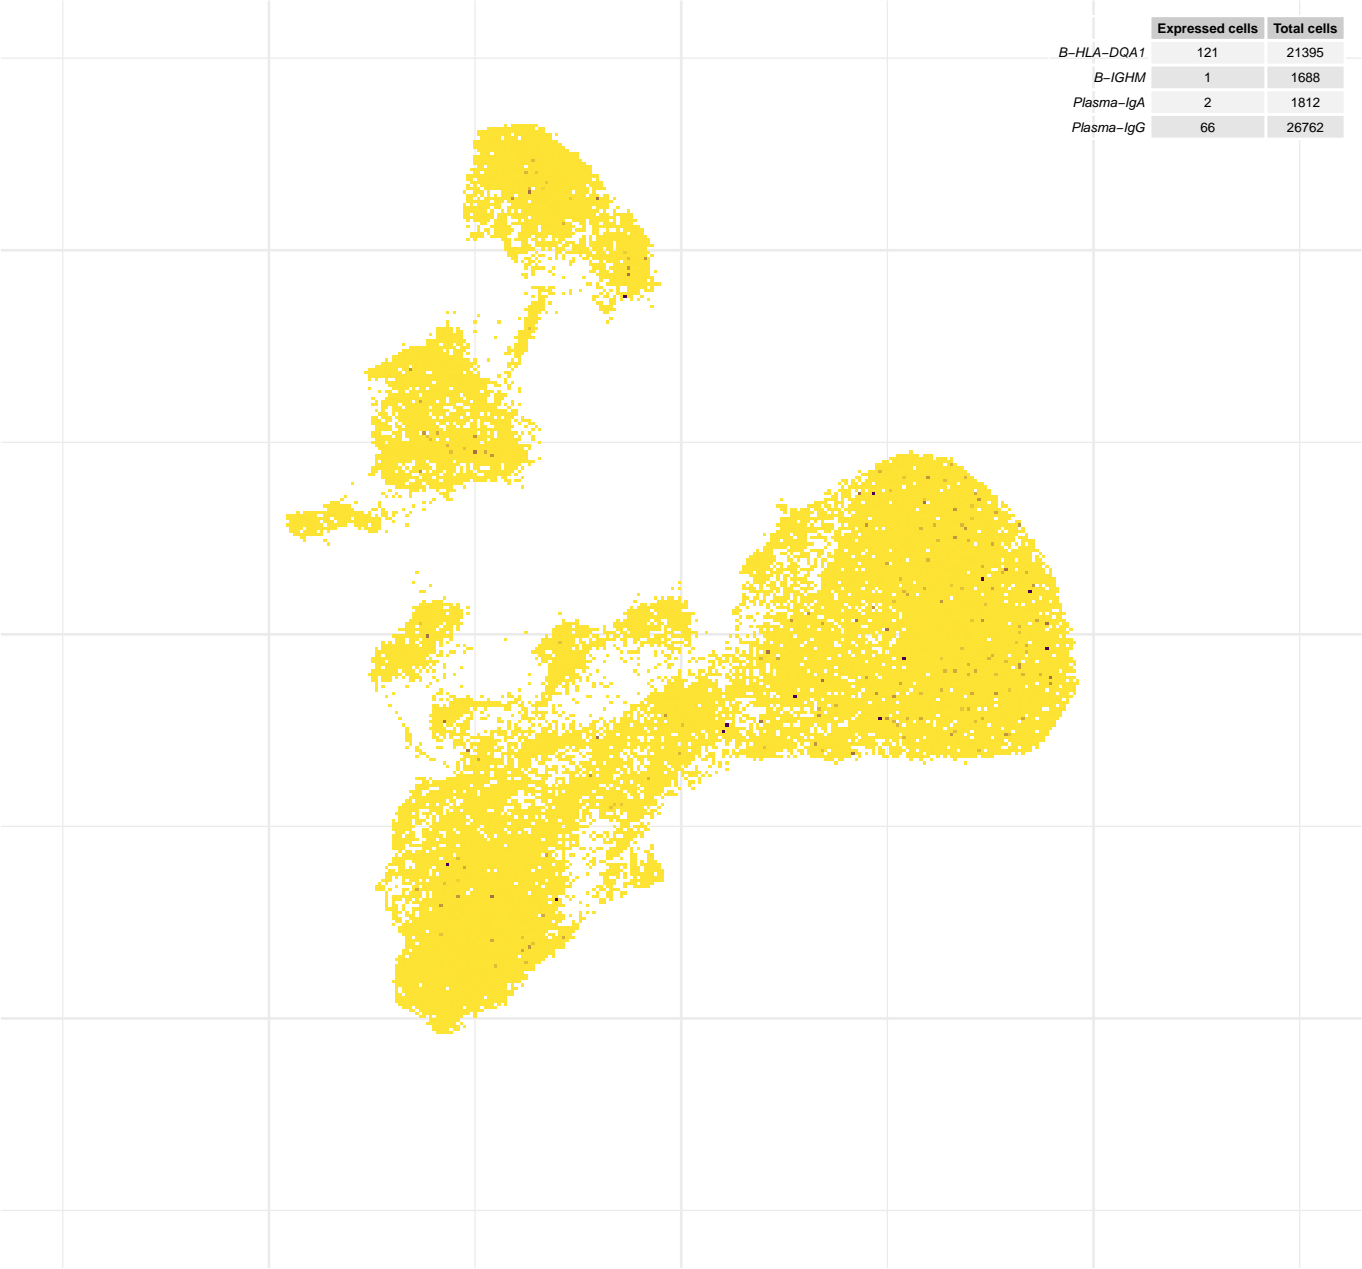 Expressed cells Total cells
B−HLA−DQA1 121 21395
B−IGHM 1 1688
Plasma−IgA 2 1812
Plasma−IgG 66 26762